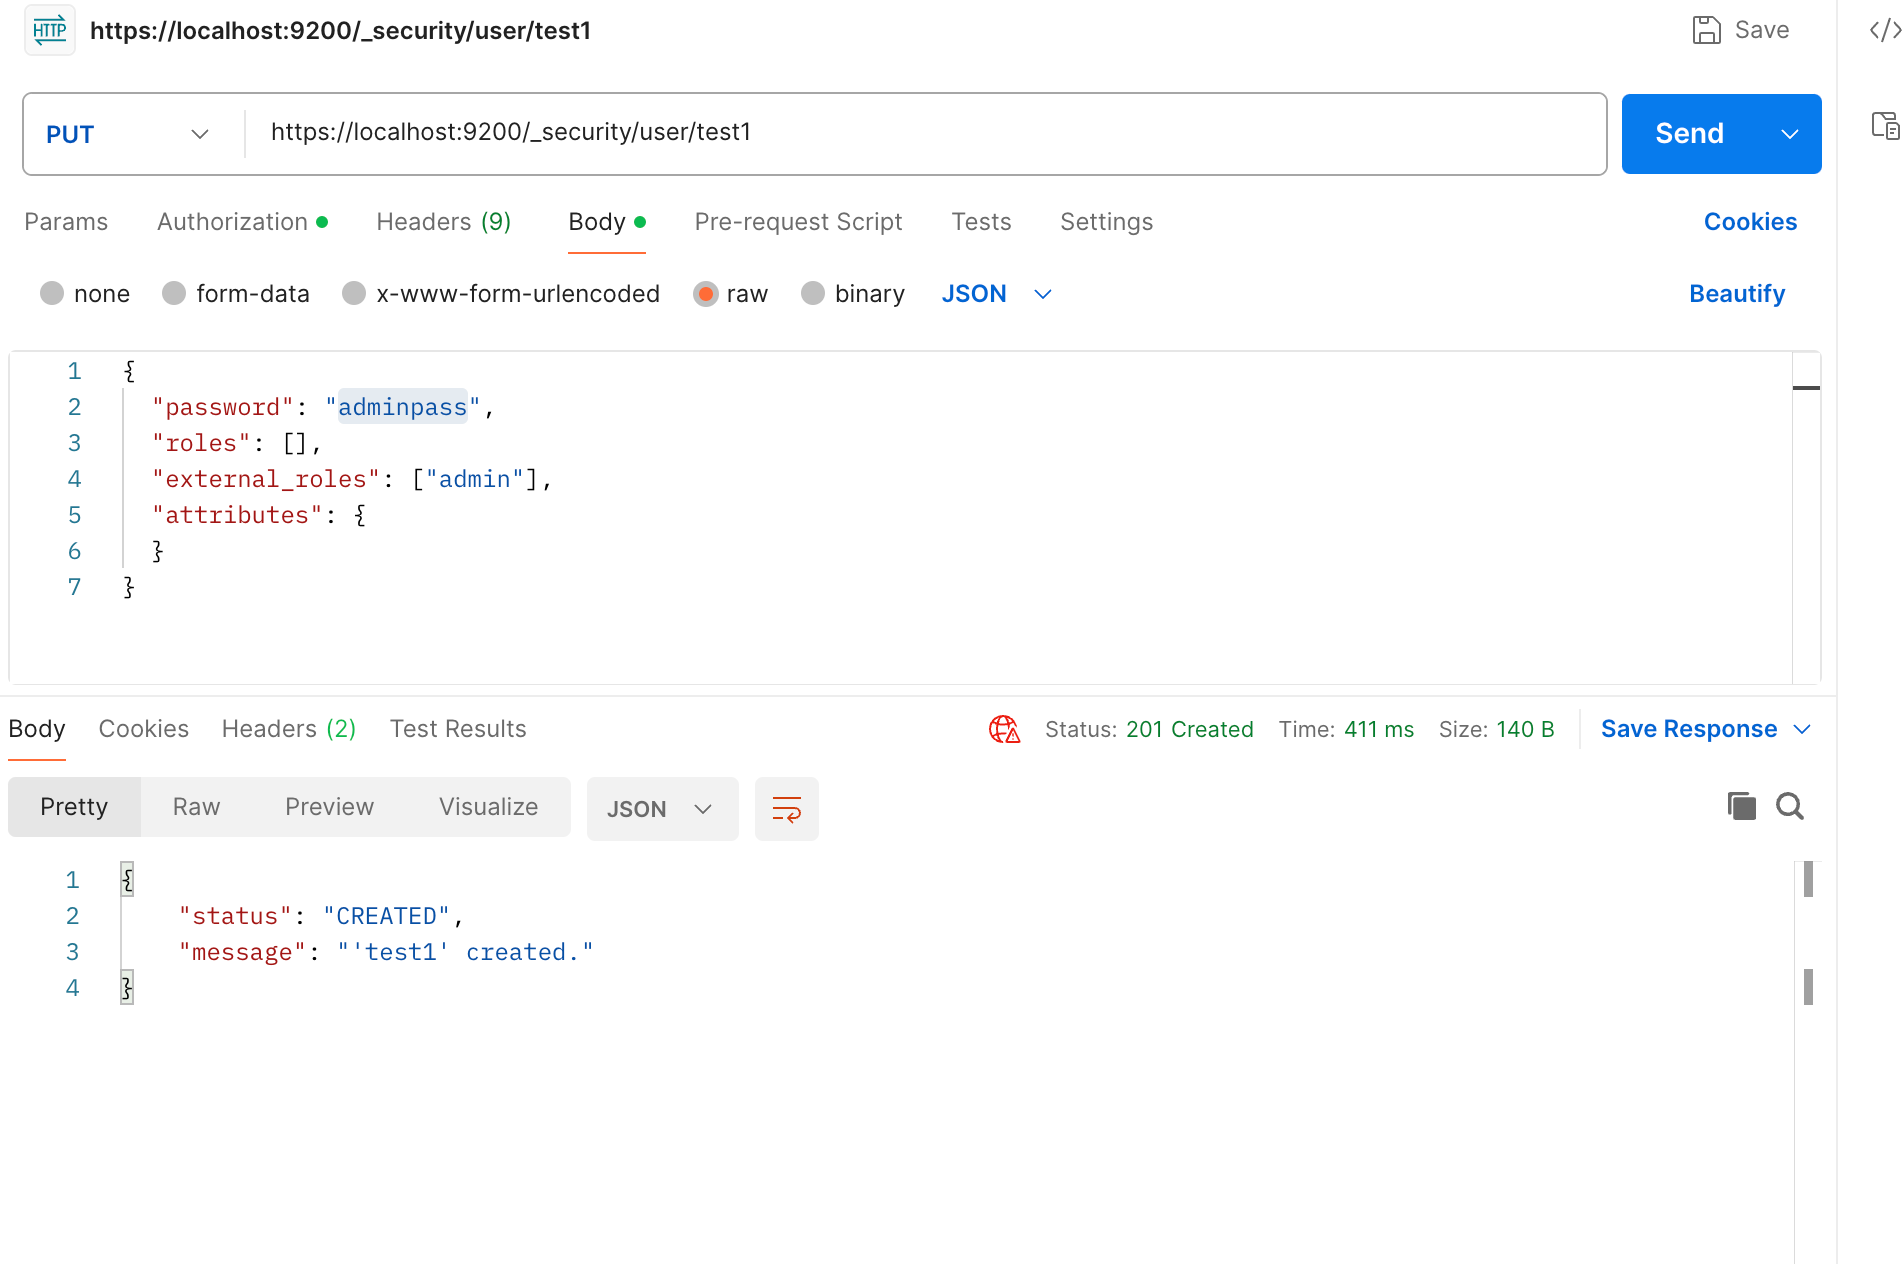 HTTP https://localhost:9200/_security/user/test1 Save
PUT https://localhost:9200/_security/user/test1 Send
Params Authorization Headers (9) Body Pre-request Script Tests Settings Cookies
none form-data x-www-form-urlencoded raw binary JSON Beautify
1 {
2 "password": "adminpass",
3 "roles": [],
4 "external_roles": ["admin"],
5 "attributes": {
6 }
7 }
Body Cookies Headers (2) Test Results Status: 201 Created Time: 411 ms Size: 140 B Save Response
Pretty Raw Preview Visualize JSON
1 {
2 "status": "CREATED",
3 "message": "'test1' created."
4 }